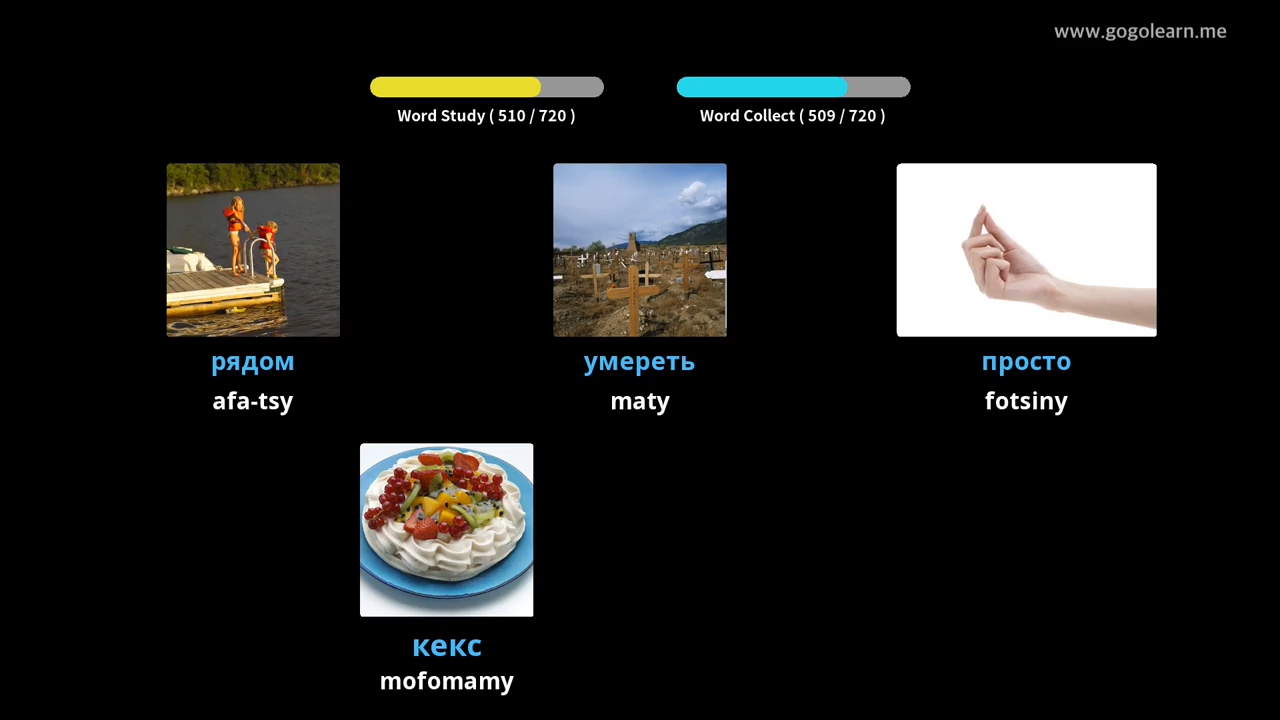 www.gogolearn.me
Word Study ( 510 / 720 )
Word Collect ( 509 / 720 )
рядом
afa-tsy
умереть
maty
просто
fotsiny
кекс
mofomamy